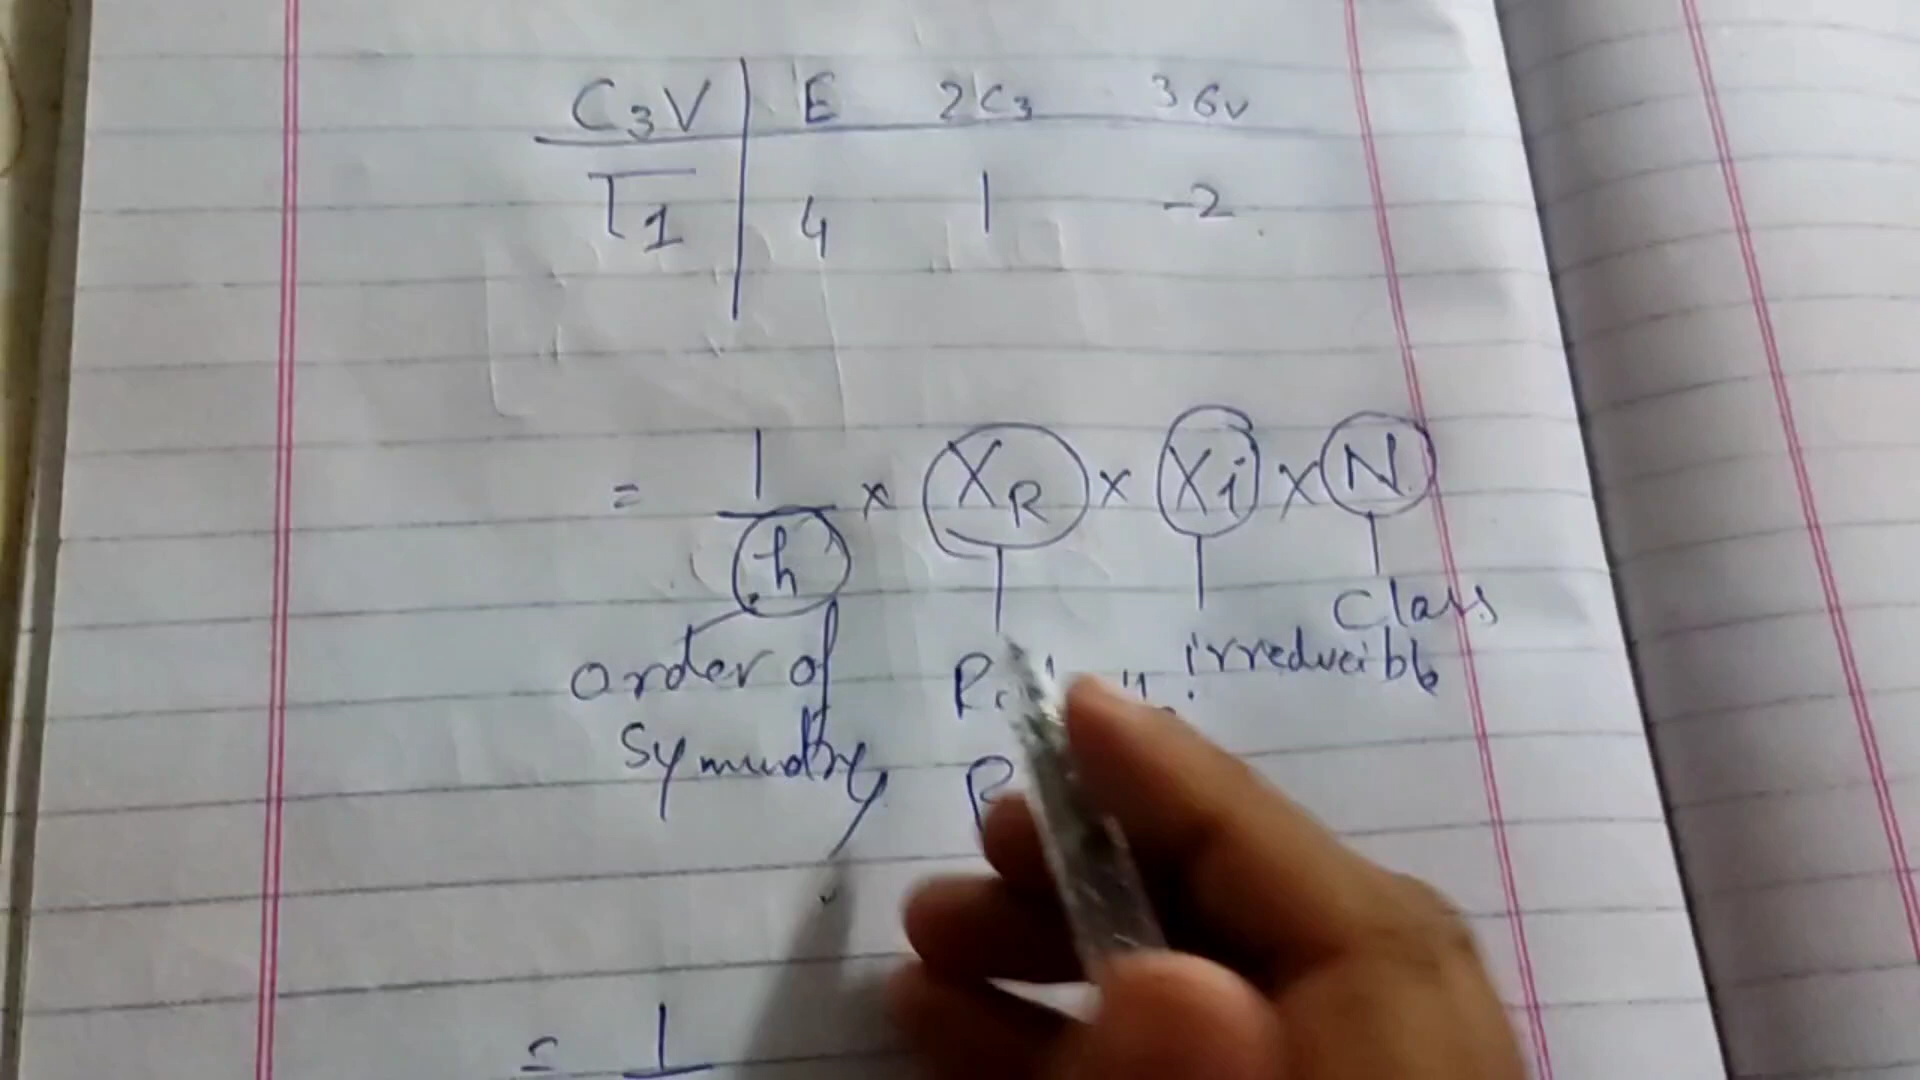 C3V E 2C3 3σv
Γ1 4 1 -2
= 1/h × XR × Xi × N
Class
order of irreducible
Symmetry
= 1